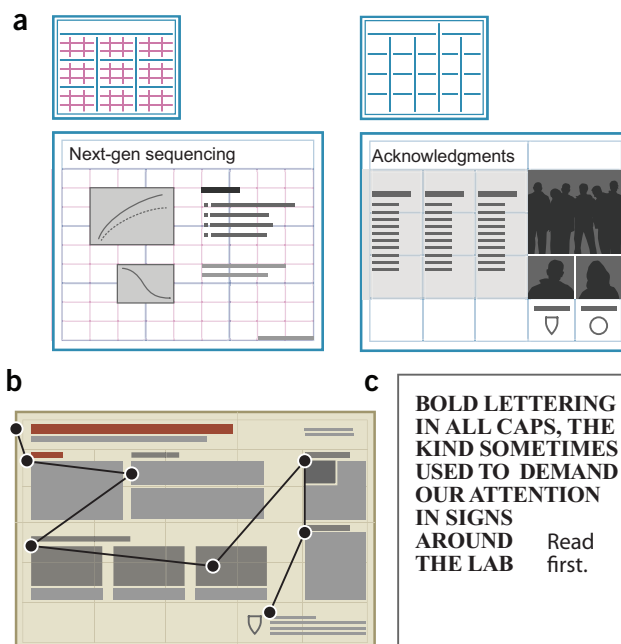 a
Next-gen sequencing
Acknowledgments
b
c
BOLD LETTERING
IN ALL CAPS, THE
KIND SOMETIMES
USED TO DEMAND
OUR ATTENTION
IN SIGNS
AROUND
THE LAB
Read
first.